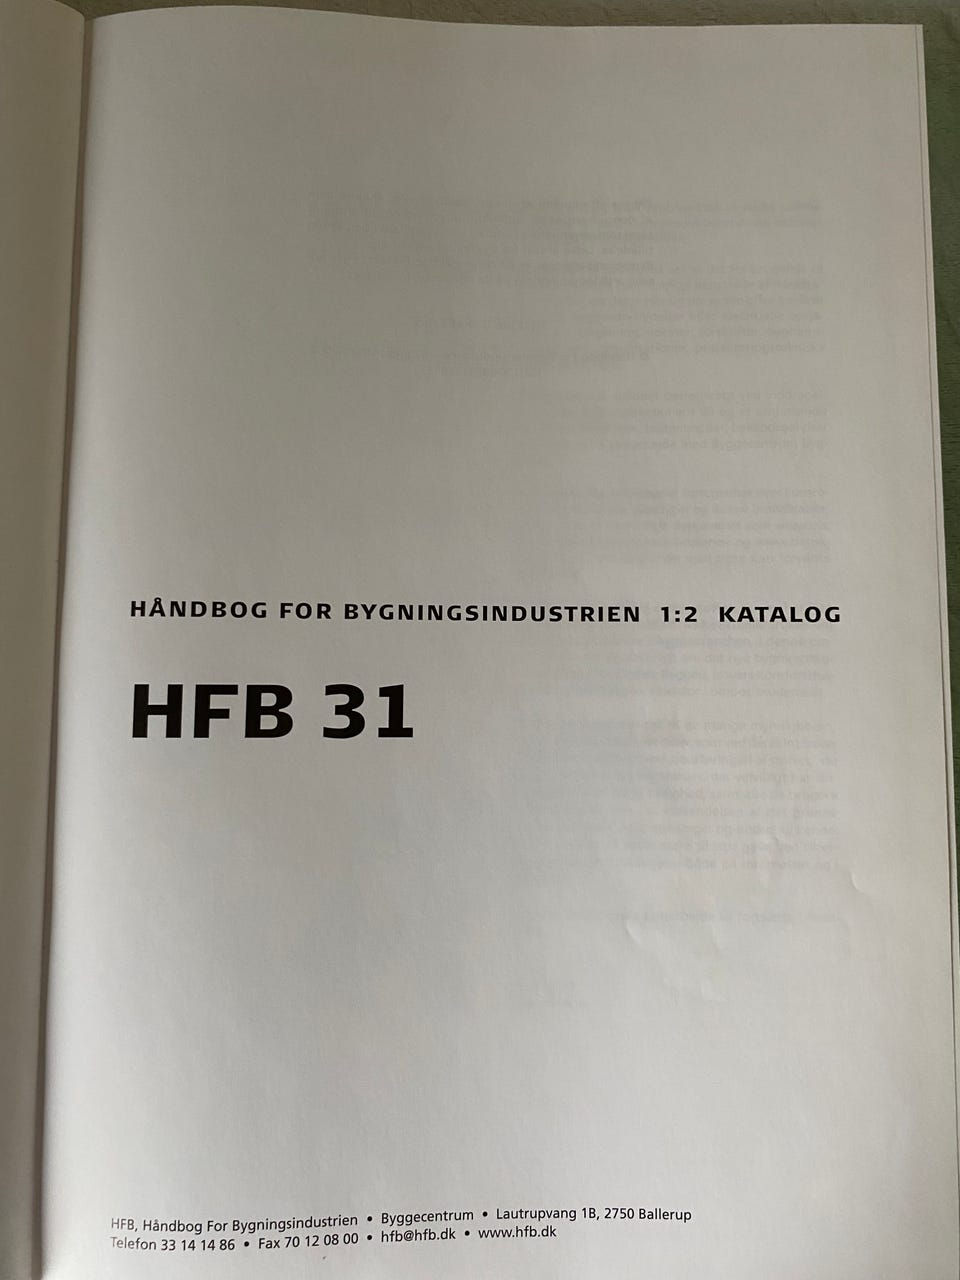 HÅNDBOG FOR BYGNINGSINDUSTRIEN 1:2 KATALOG
HFB 31
HFB, Håndbog For Bygningsindustrien • Byggecentrum • Lautrupvang 1B, 2750 Ballerup
Telefon 33 14 14 86 • Fax 70 12 08 00 • hfb@hfb.dk • www.hfb.dk